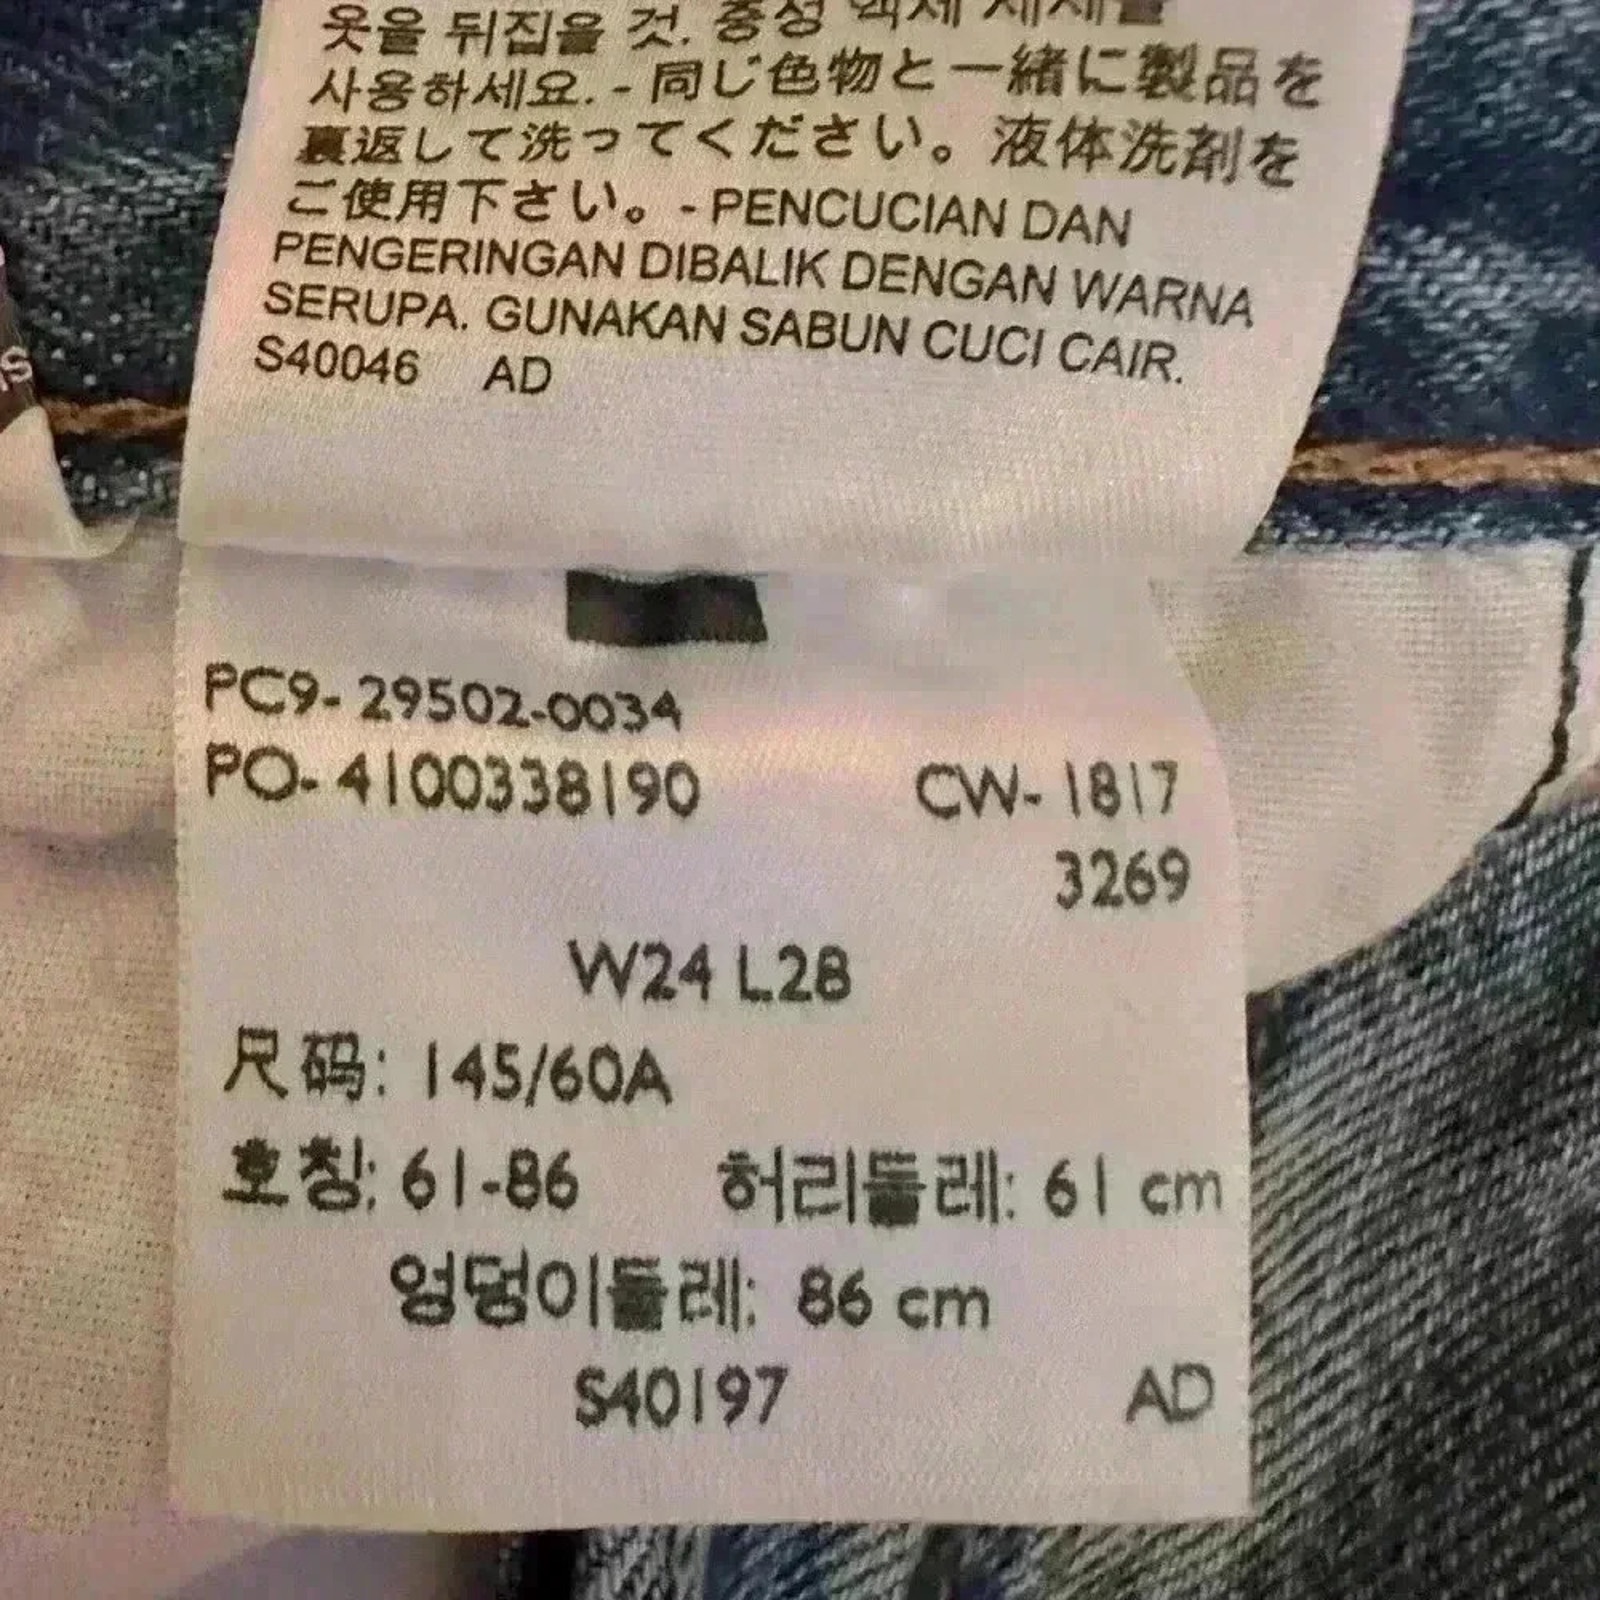 옷을 뒤집을 것. 중성 액체 세제를
사용하세요. - 同じ色物と一緒に製品を
裏返して洗ってください。液体洗剤を
ご使用下さい。- PENCUCIAN DAN
PENGERINGAN DIBALIK DENGAN WARNA
SERUPA. GUNAKAN SABUN CUCI CAIR.
S40046 AD
PC9- 29502-0034
PO- 4100338190 CW- 1817
3269
W24 L28
尺码: 145/60A
호칭: 61-86 허리둘레: 61 cm
엉덩이둘레: 86 cm
S40197 AD